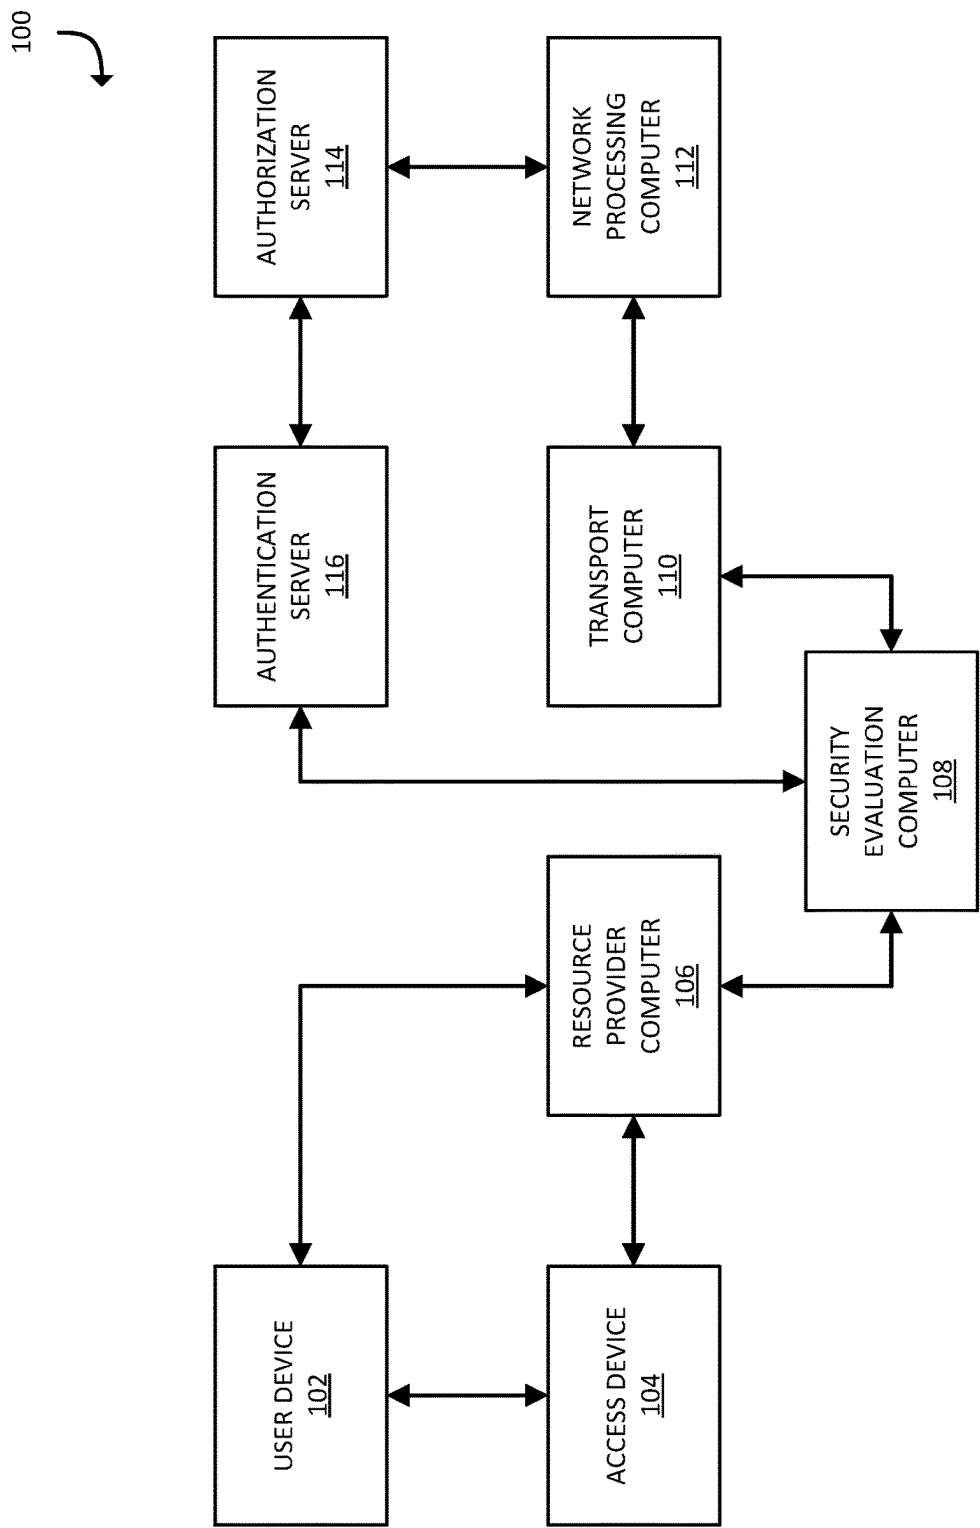 100
USER DEVICE
102
ACCESS DEVICE
104
RESOURCE
PROVIDER
COMPUTER
106
SECURITY
EVALUATION
COMPUTER
108
AUTHENTICATION
SERVER
116
TRANSPORT
COMPUTER
110
AUTHORIZATION
SERVER
114
NETWORK
PROCESSING
COMPUTER
112